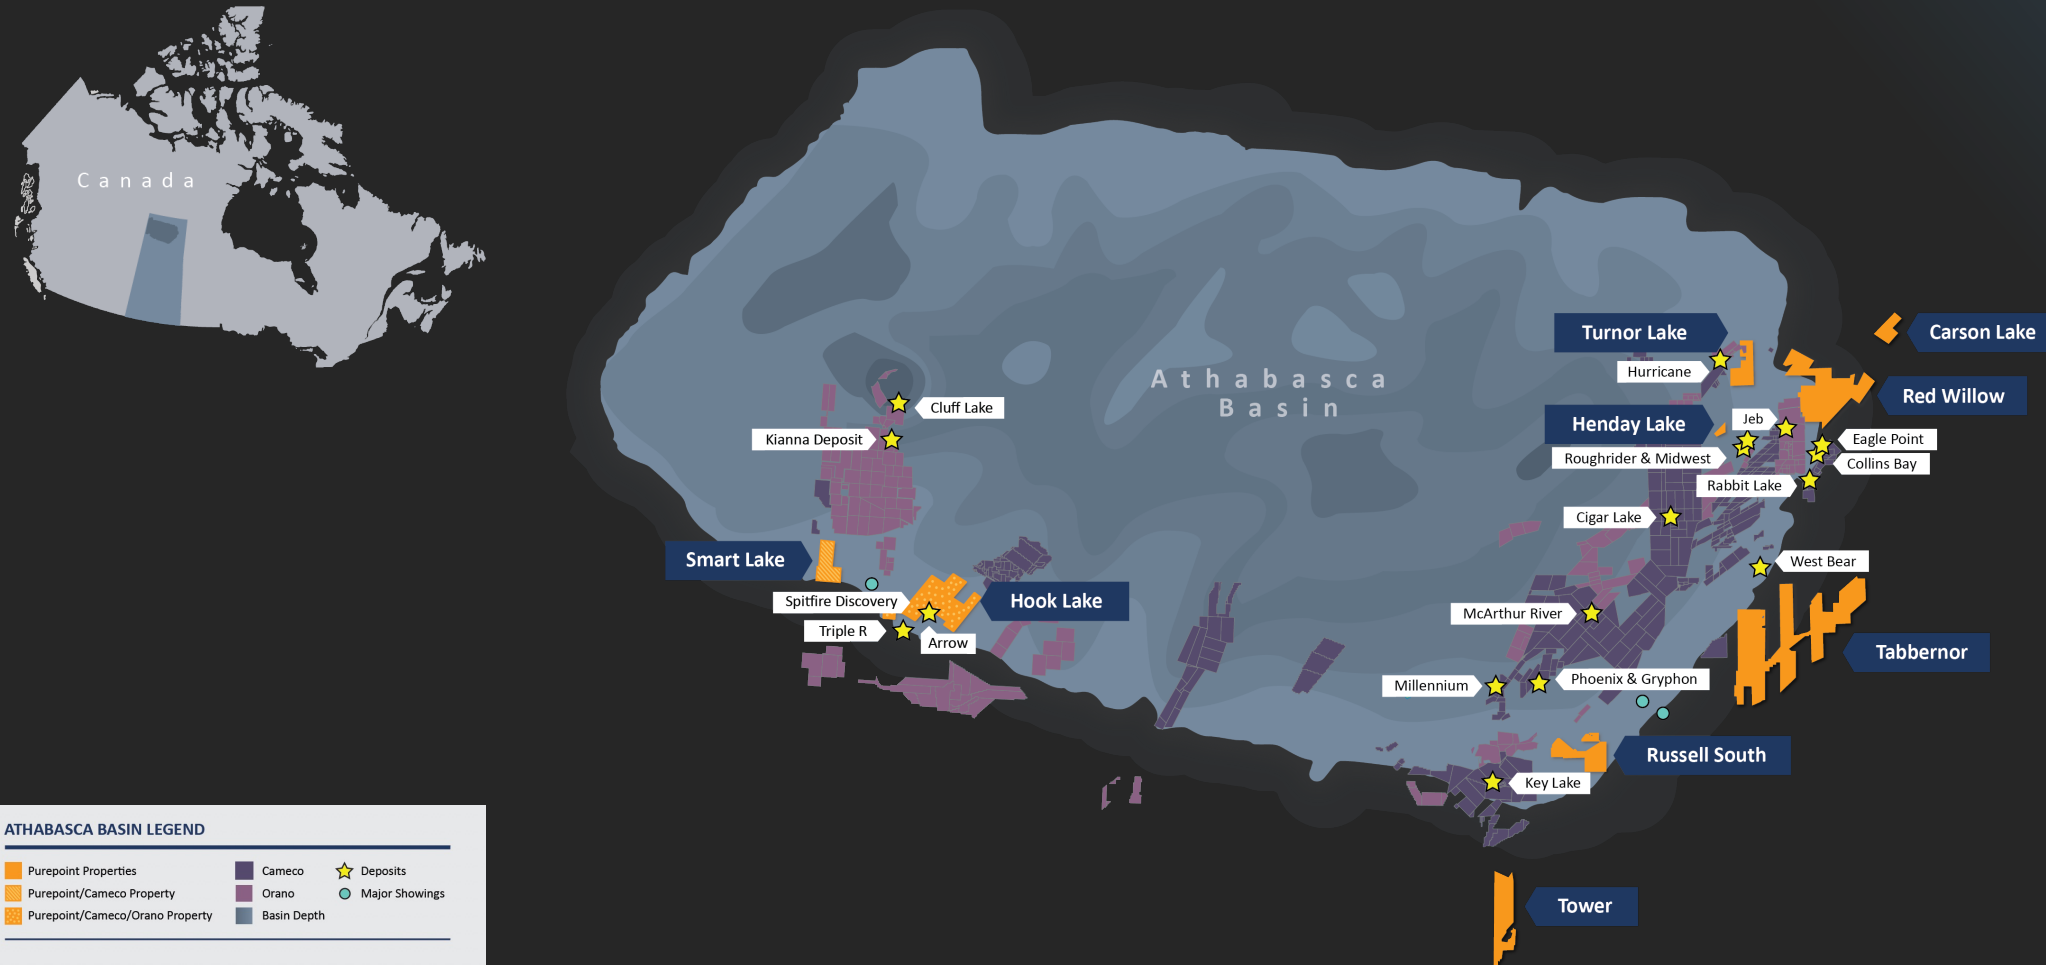 Canada
Athabasca
Basin
Turnor Lake
Carson Lake
Hurricane
Red Willow
Cluff Lake
Jeb
Henday Lake
Kianna Deposit
Eagle Point
Roughrider & Midwest
Collins Bay
Rabbit Lake
Cigar Lake
Smart Lake
West Bear
Spitfire Discovery
Hook Lake
McArthur River
Triple R
Arrow
Tabbernor
Millennium
Phoenix & Gryphon
Russell South
Key Lake
Tower
ATHABASCA BASIN LEGEND
Purepoint Properties
Purepoint/Cameco Property
Purepoint/Cameco/Orano Property
Cameco
Orano
Basin Depth
Deposits
Major Showings